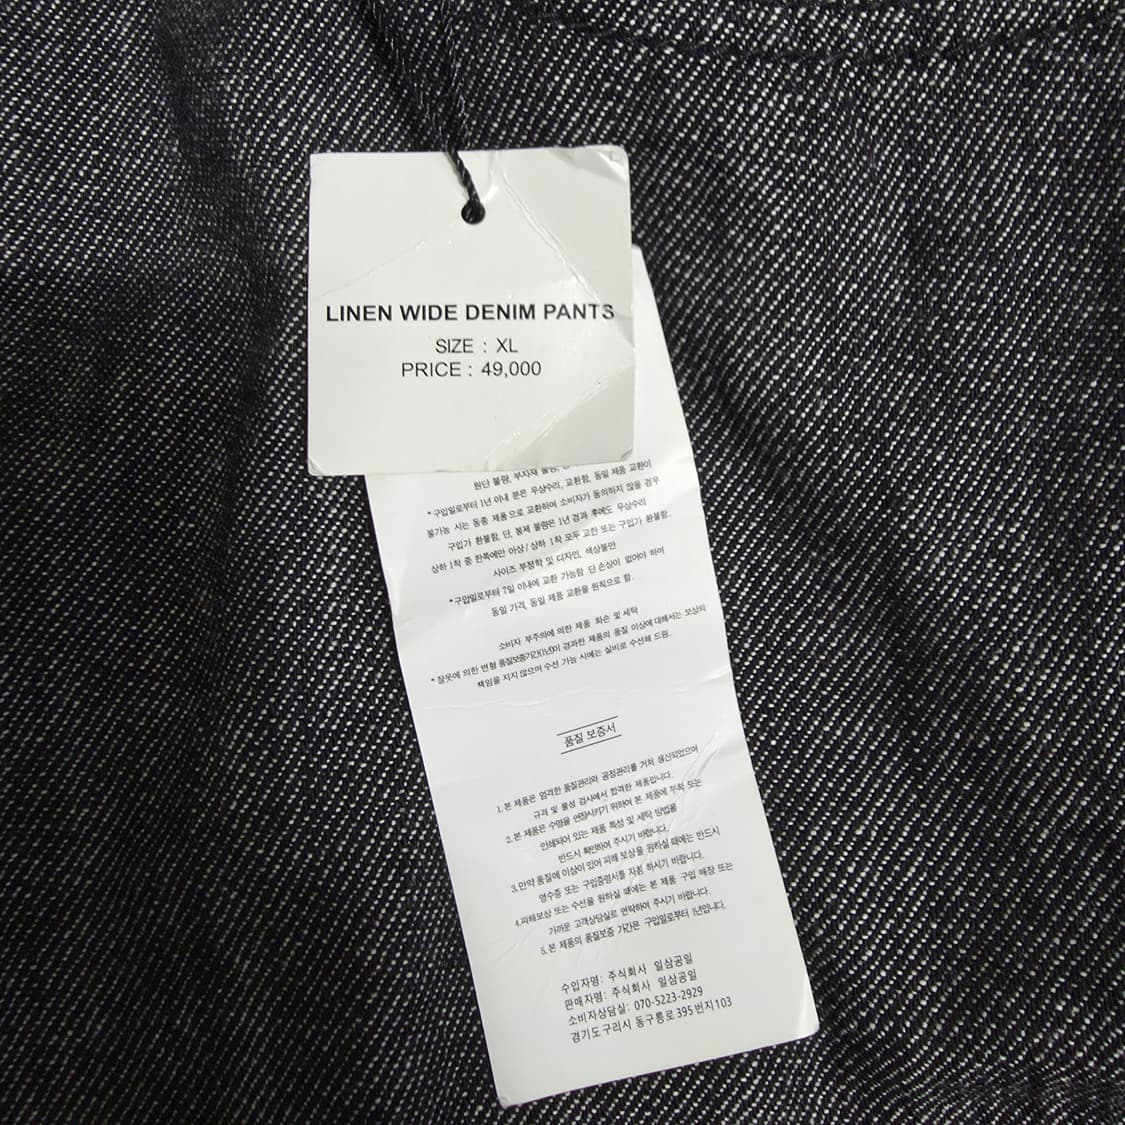 LINEN WIDE DENIM PANTS
SIZE : XL
PRICE : 49,000
원단 불량, 부자재 불량,
*구입일로부터 1년 이내 분은 무상수리, 교환함, 동일 제품 교환이
불가능 시는 동종 제품으로 교환하며 소비자가 동의하지 않을 경우
구입가 환불함, 단, 봉제 불량은 1년 경과 후에도 무상수리
상하 1착 중 한쪽에만 이상/상하 1착 모두 교환 또는 구입가 환불함.
사이즈 부정확 및 디자인, 색상불만
*구입일로부터 7일 이내에 교환 가능함 단 손상이 없어야 하며
동일 가격, 동일 제품 교환을 원칙으로 함.
소비자 부주의에 의한 제품 화손 및 세탁
* 잘못에 의한 변형 품질보증기간(1년)이 경과한 제품의 품질 이상에 대해서는 보상의
책임을 지지 않으며 수선 가능 시에는 실비로 수선해 드림.
품질 보증서
1. 본 제품은 엄격한 품질관리와 공정관리를 거쳐 생산되었으며
규격 및 물성 검사에서 합격한 제품입니다.
2. 본 제품은 수명을 연장시키기 위하여 본 제품에 부착 또는
인쇄되어 있는 제품 특성 및 세탁 방법을
반드시 확인하여 주시기 바랍니다.
3. 만약 품질에 이상이 있어 피해 보상을 원하실 때에는 반드시
영수증 또는 구입증명서를 지침 하시기 바랍니다.
4. 피해보상 또는 수선을 원하실 때에는 본 제품 구입 매장 또는
가까운 고객상담실로 연락하여 주시기 바랍니다.
5. 본 제품의 품질보증 기간은 구입일로부터 1년입니다.
수입자명: 주식회사 일삼공일
판매자명: 주식회사 일삼공일
소비자상담실: 070-5223-2929
경기도구리시 동구릉로395번지103